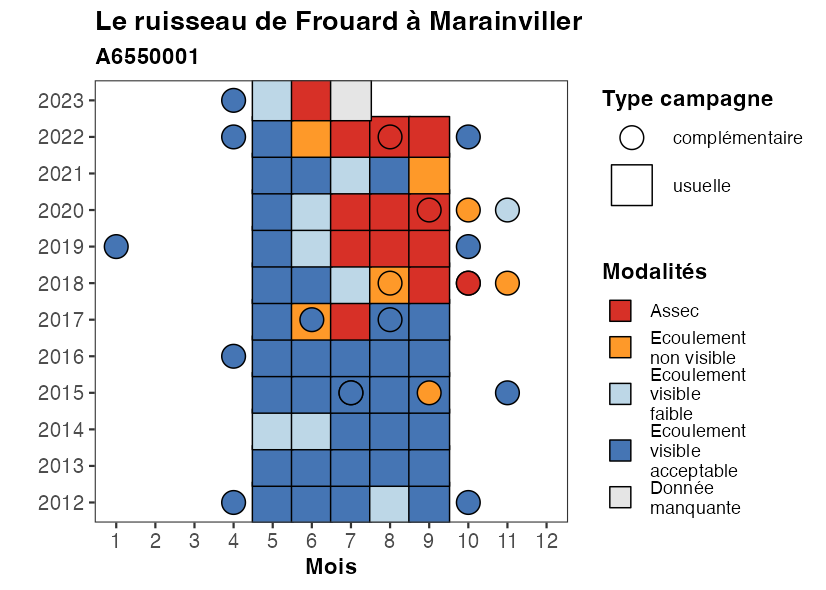 Le ruisseau de Frouard à Marainviller
A6550001
2023
2022
2021
2020
2019
2018
2017
2016
2015
2014
2013
2012
1 2 3 4 5 6 7 8 9 10 11 12
Mois
Type campagne
complémentaire
usuelle
Modalités
Assec
Ecoulement
non visible
Ecoulement
visible
faible
Ecoulement
visible
acceptable
Donnée
manquante